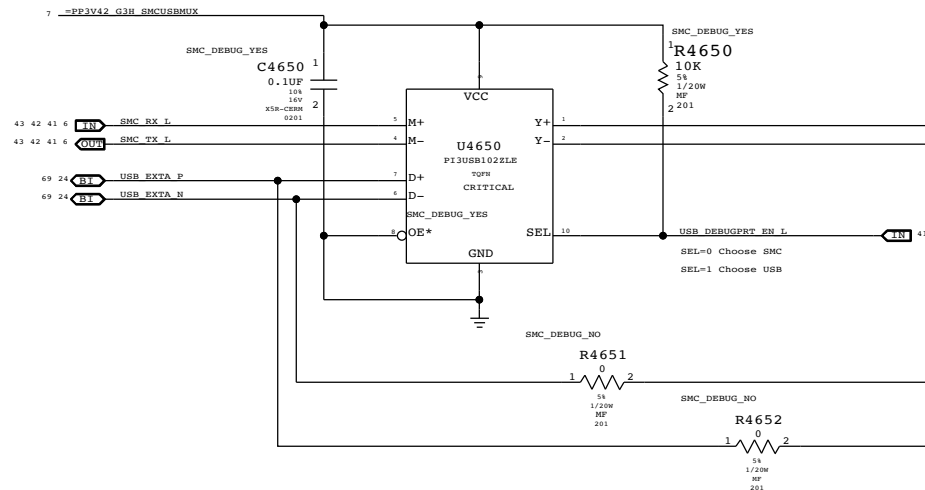 7 =PP3V42_G3H_SMCUSBMUX
SMC_DEBUG_YES
C4650
1
0.1UF
10%
16V
X5R-CERM
0201
2
SMC_DEBUG_YES
1
R4650
10K
5%
1/20W
MF
201
2
9
VCC
43 42 41 6 IN SMC_RX_L 5 M+
43 42 41 6 OUT SMC_TX_L 4 M-
69 24 BI USB_EXTA_P 7 D+
69 24 BI USB_EXTA_N 6 D-
U4650
PI3USB102ZLE
TQFN
CRITICAL
Y+ 1
Y- 2
SMC_DEBUG_YES
8 OE*
SEL 10 USB_DEBUGPRT_EN_L IN 41
SEL=0 Choose SMC
SEL=1 Choose USB
GND
3
SMC_DEBUG_NO
R4651
1 0 2
5%
1/20W
MF
201
SMC_DEBUG_NO
R4652
1 0 2
5%
1/20W
MF
201